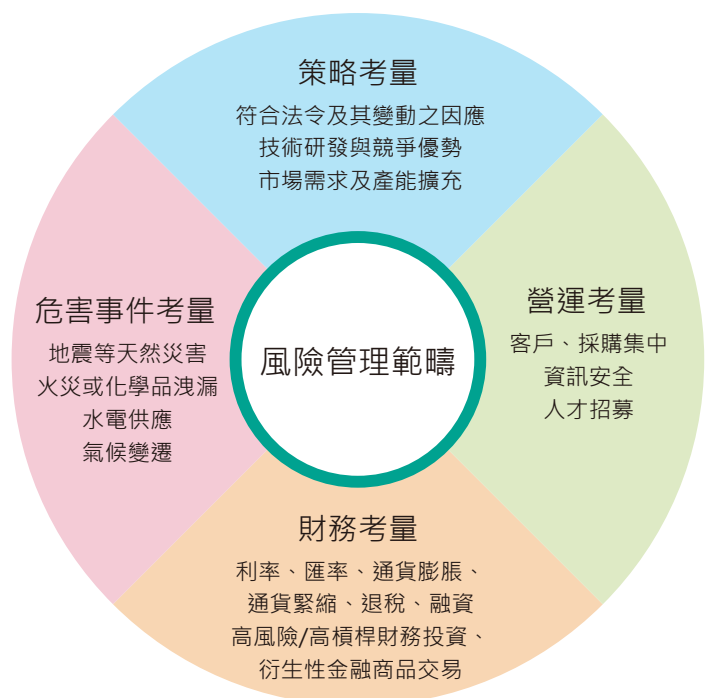 策略考量
符合法令及其變動之因應
技術研發與競爭優勢
市場需求及產能擴充
危害事件考量
地震等天然災害
火災或化學品洩漏
水電供應
氣候變遷
風險管理範疇
營運考量
客戶、採購集中
資訊安全
人才招募
財務考量
利率、匯率、通貨膨脹、
通貨緊縮、退稅、融資
高風險/高槓桿財務投資、
衍生性金融商品交易